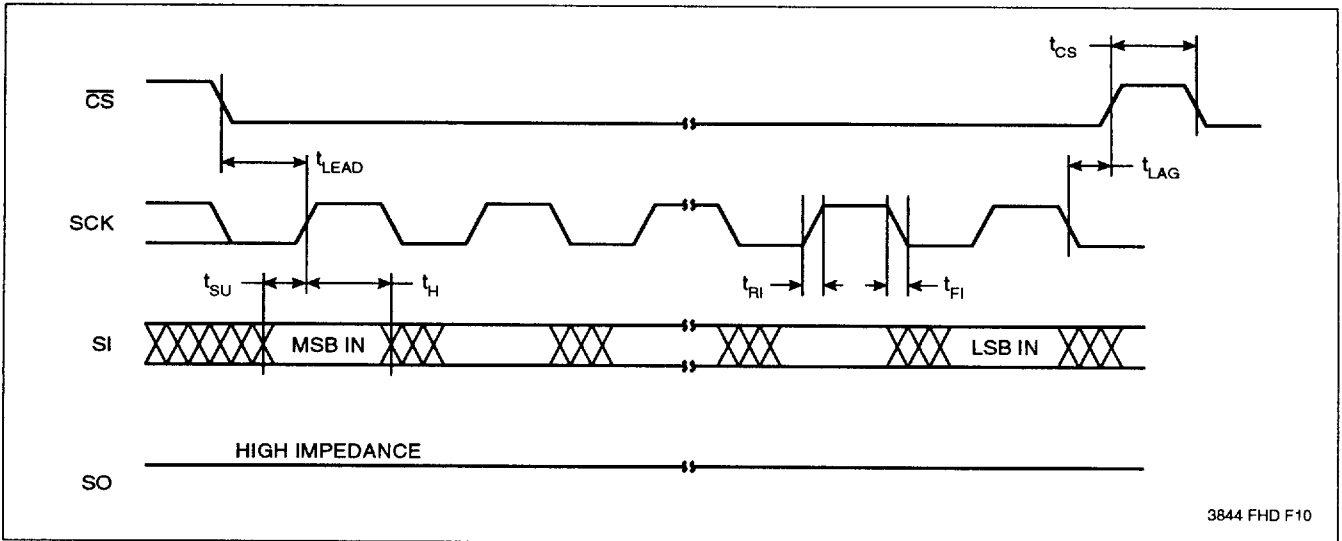 tCS
CS
tLEAD
tLAG
SCK
tSU
tH
tRI
tFI
SI
MSB IN
LSB IN
HIGH IMPEDANCE
SO
3844 FHD F10